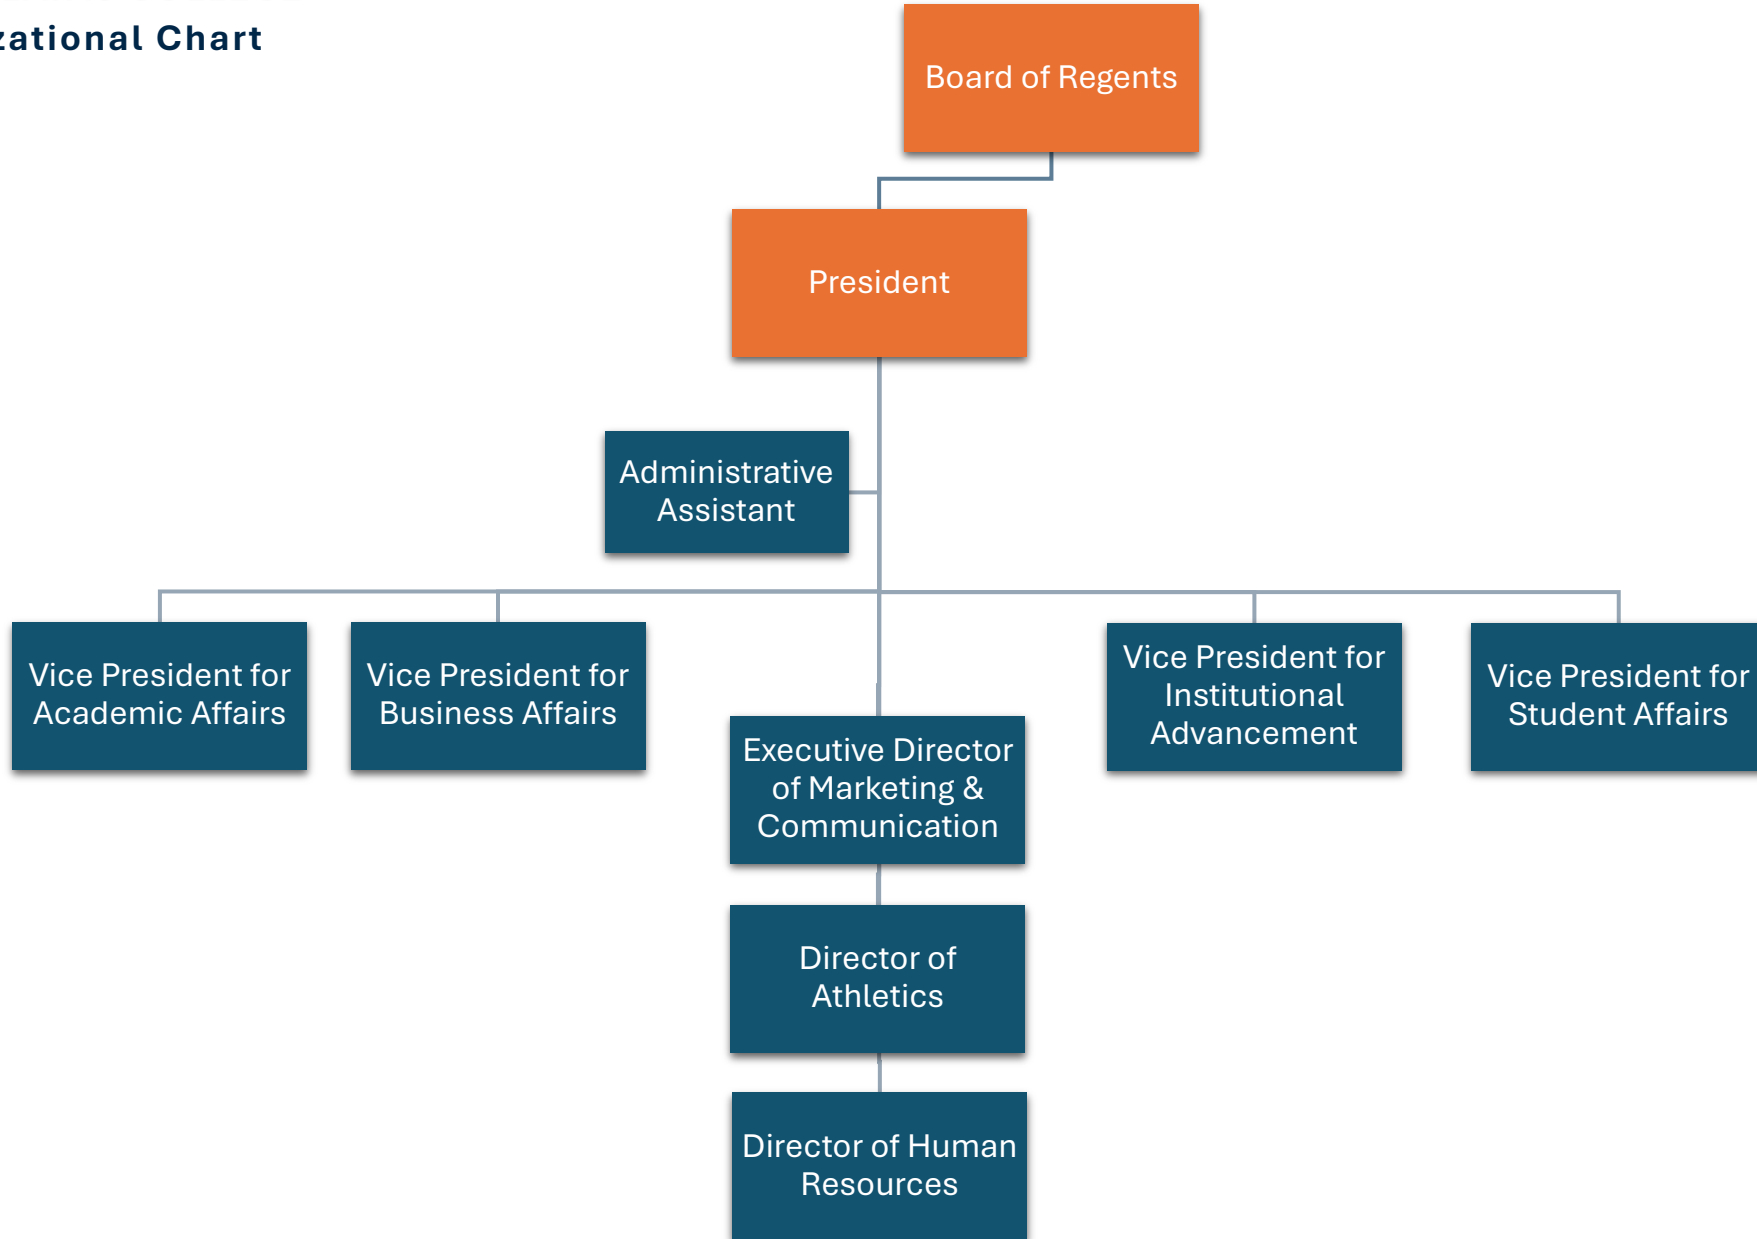 zational Chart
Board of Regents
President
Administrative
Assistant
Vice President for
Academic Affairs
Vice President for
Business Affairs
Executive Director
of Marketing &
Communication
Vice President for
Institutional
Advancement
Vice President for
Student Affairs
Director of
Athletics
Director of Human
Resources